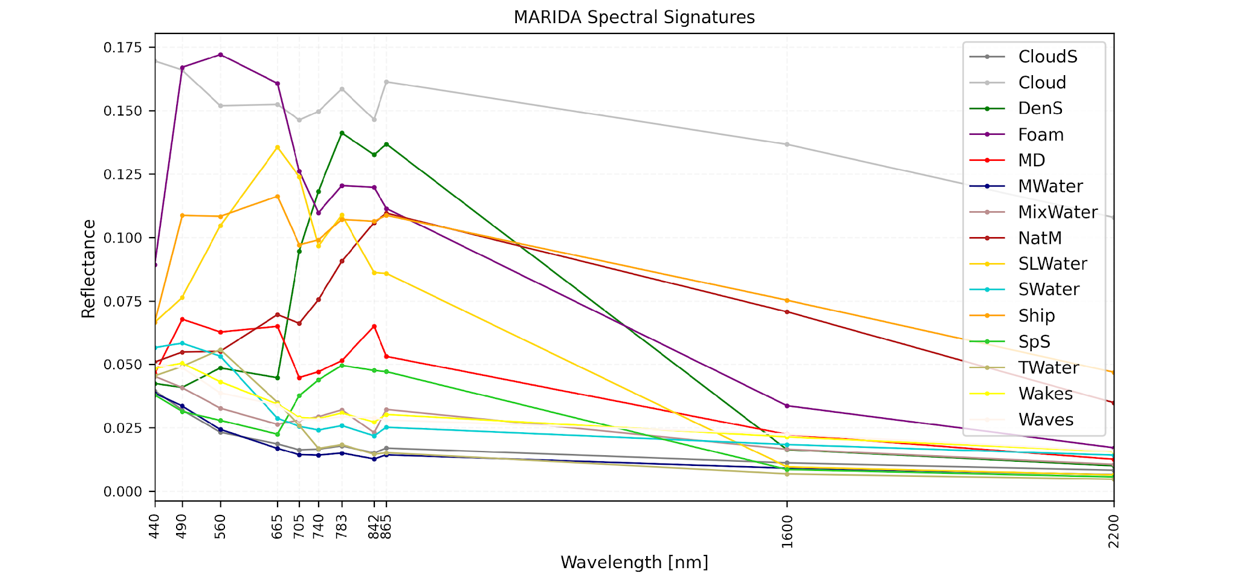 MARIDA Spectral Signatures
0.175
0.150
0.125
0.100
0.075
0.050
0.025
0.000
Reflectance
440
490
560
665
705
740
783
842
865
1600
2200
Wavelength [nm]
CloudS
Cloud
DenS
Foam
MD
MWater
MixWater
NatM
SLWater
SWater
Ship
SpS
TWater
Wakes
Waves